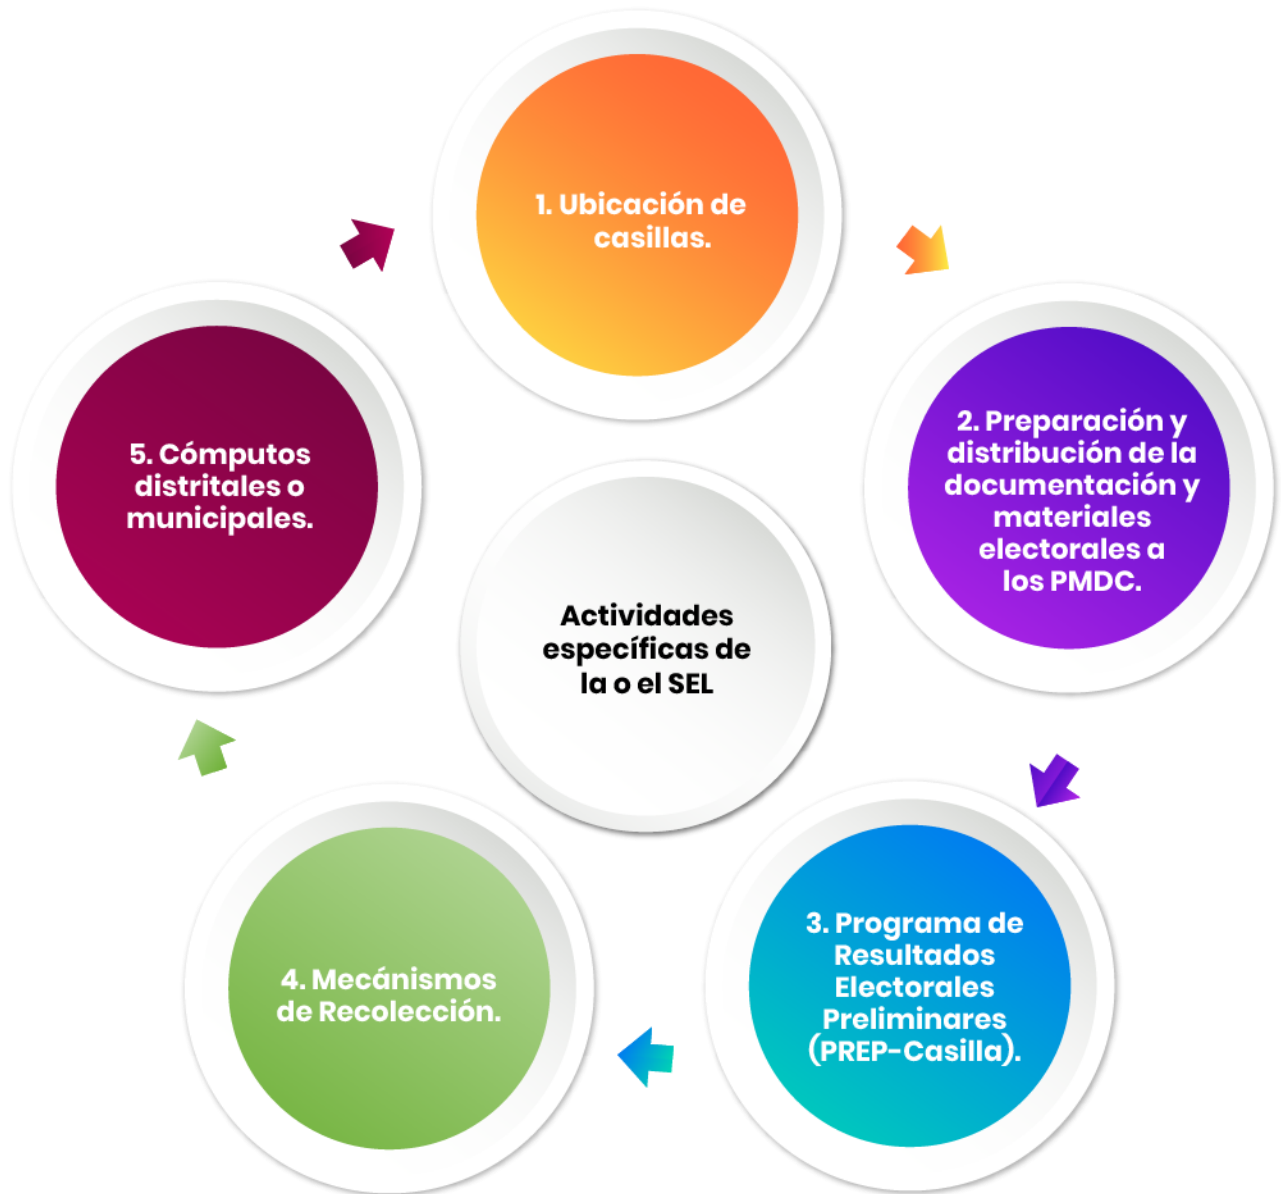 1. Ubicación de
casillas.
2. Preparación y
distribución de la
documentación y
materiales
electorales a
los PMDC.
3. Programa de
Resultados
Electorales
Preliminares
(PREP-Casilla).
4. Mecánismos
de Recolección.
5. Cómputos
distritales o
municipales.
Actividades
específicas de
la o el SEL